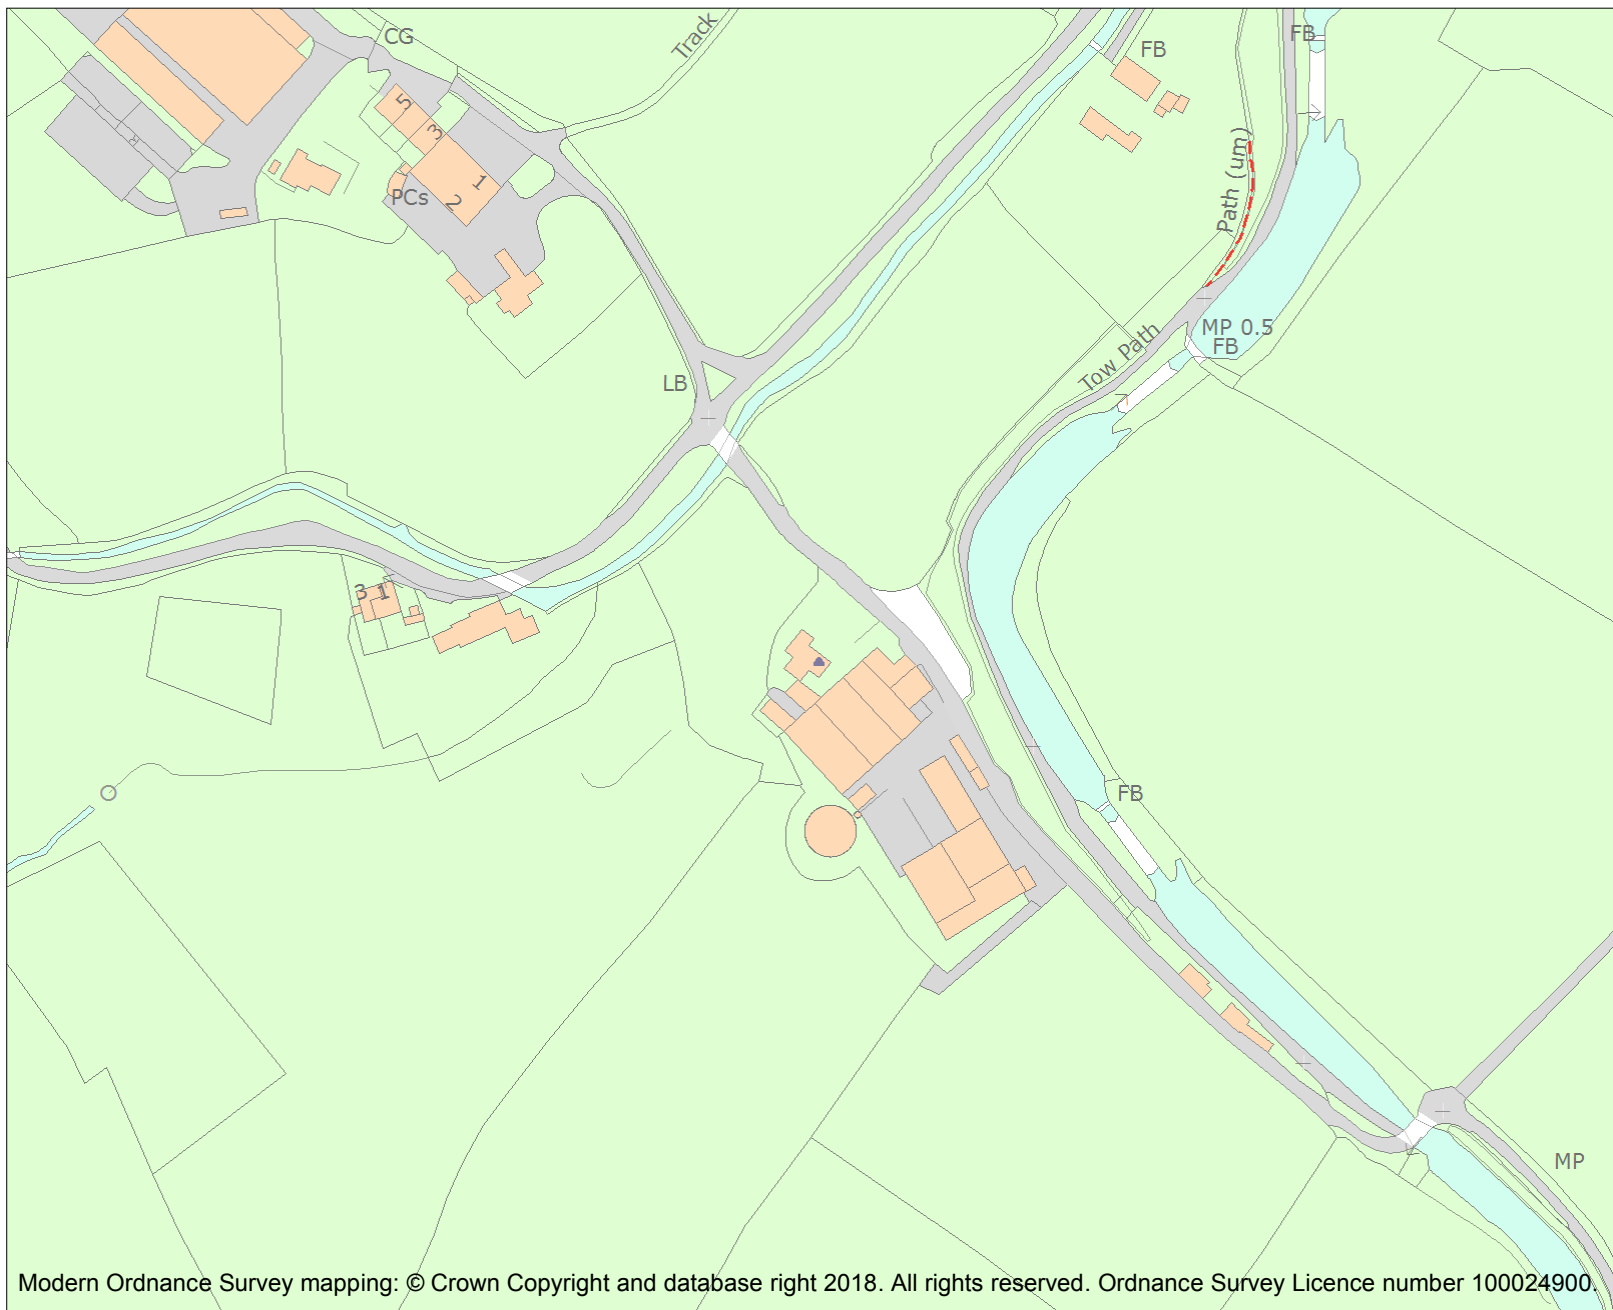 CG
Track
FB
FB
5
3
1
2
PCs
Path (um)
MP 0.5
FB
Tow Path
LB
3
1
FB
MP
Modern Ordnance Survey mapping: © Crown Copyright and database right 2018. All rights reserved. Ordnance Survey Licence number 100024900.